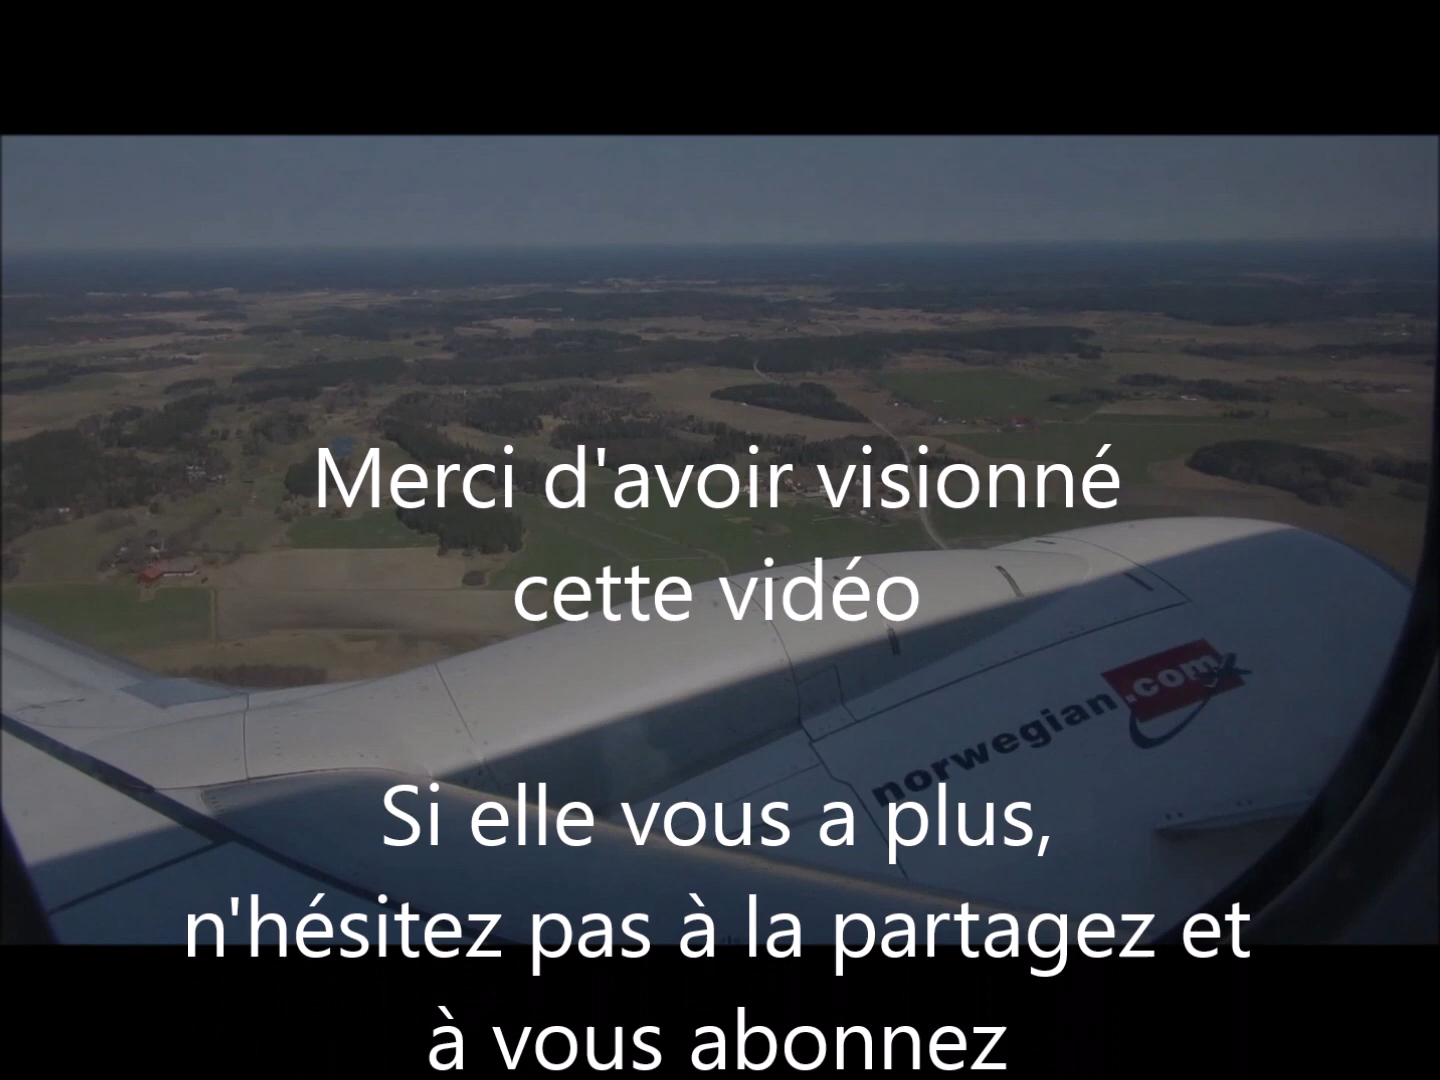 Merci d'avoir visionné
cette vidéo
norwegian.com
Si elle vous a plus,
n'hésitez pas à la partagez et
à vous abonnez